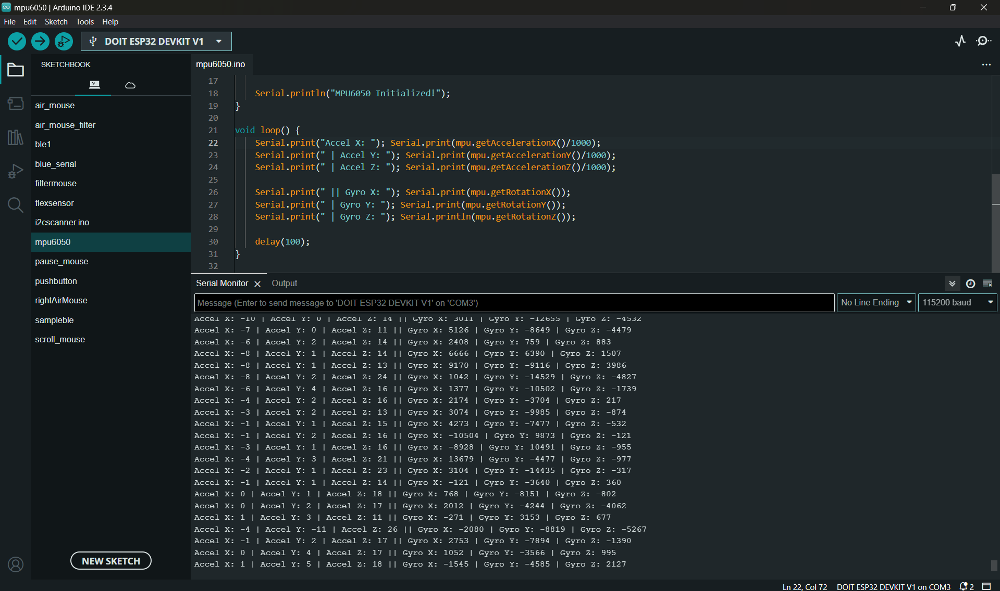 mpu6050 | Arduino IDE 2.3.4
File Edit Sketch Tools Help
DOIT ESP32 DEVKIT V1
SKETCHBOOK
air_mouse
air_mouse_filter
ble1
blue_serial
filtermouse
flexsensor
i2cscanner.ino
mpu6050
pause_mouse
pushbutton
rightAirMouse
sampleble
scroll_mouse
NEW SKETCH
mpu6050.ino
17
18 Serial.println("MPU6050 Initialized!");
19 }
20
21 void loop() {
22 Serial.print("Accel X: "); Serial.print(mpu.getAccelerationX()/1000);
23 Serial.print(" | Accel Y: "); Serial.print(mpu.getAccelerationY()/1000);
24 Serial.print(" | Accel Z: "); Serial.print(mpu.getAccelerationZ()/1000);
25
26 Serial.print(" || Gyro X: "); Serial.print(mpu.getRotationX());
27 Serial.print(" | Gyro Y: "); Serial.print(mpu.getRotationY());
28 Serial.print(" | Gyro Z: "); Serial.println(mpu.getRotationZ());
29
30 delay(100);
31 }
32
Serial Monitor Output
Message (Enter to send message to 'DOIT ESP32 DEVKIT V1' on 'COM3') No Line Ending 115200 baud
Accel X: -10 | Accel Y: 0 | Accel Z: 14 || Gyro X: 3011 | Gyro Y: -12655 | Gyro Z: -4532
Accel X: -7 | Accel Y: 0 | Accel Z: 11 || Gyro X: 5126 | Gyro Y: -8649 | Gyro Z: -4479
Accel X: -6 | Accel Y: 2 | Accel Z: 14 || Gyro X: 2408 | Gyro Y: 759 | Gyro Z: 883
Accel X: -8 | Accel Y: 1 | Accel Z: 14 || Gyro X: 6666 | Gyro Y: 6390 | Gyro Z: 1507
Accel X: -8 | Accel Y: 1 | Accel Z: 13 || Gyro X: 9170 | Gyro Y: -9116 | Gyro Z: 3986
Accel X: -8 | Accel Y: 2 | Accel Z: 24 || Gyro X: 1042 | Gyro Y: -14529 | Gyro Z: -4827
Accel X: -6 | Accel Y: 4 | Accel Z: 16 || Gyro X: 1377 | Gyro Y: -10502 | Gyro Z: -1739
Accel X: -4 | Accel Y: 2 | Accel Z: 16 || Gyro X: 2174 | Gyro Y: -3704 | Gyro Z: 217
Accel X: -3 | Accel Y: 2 | Accel Z: 13 || Gyro X: 3074 | Gyro Y: -9985 | Gyro Z: -874
Accel X: -1 | Accel Y: 1 | Accel Z: 15 || Gyro X: 4273 | Gyro Y: -7477 | Gyro Z: -532
Accel X: -1 | Accel Y: 2 | Accel Z: 16 || Gyro X: -10504 | Gyro Y: 9873 | Gyro Z: -121
Accel X: -3 | Accel Y: 1 | Accel Z: 16 || Gyro X: -8928 | Gyro Y: 10491 | Gyro Z: -955
Accel X: -4 | Accel Y: 3 | Accel Z: 21 || Gyro X: 13679 | Gyro Y: -4477 | Gyro Z: -977
Accel X: -2 | Accel Y: 1 | Accel Z: 23 || Gyro X: 3104 | Gyro Y: -14435 | Gyro Z: -317
Accel X: -1 | Accel Y: 1 | Accel Z: 14 || Gyro X: -121 | Gyro Y: -3640 | Gyro Z: 360
Accel X: 0 | Accel Y: 1 | Accel Z: 18 || Gyro X: 768 | Gyro Y: -8151 | Gyro Z: -802
Accel X: 0 | Accel Y: 2 | Accel Z: 17 || Gyro X: 2012 | Gyro Y: -4244 | Gyro Z: -4062
Accel X: 1 | Accel Y: 3 | Accel Z: 11 || Gyro X: -271 | Gyro Y: 3153 | Gyro Z: 677
Accel X: -4 | Accel Y: -11 | Accel Z: 26 || Gyro X: -2080 | Gyro Y: -8819 | Gyro Z: -5267
Accel X: -1 | Accel Y: 2 | Accel Z: 17 || Gyro X: 2753 | Gyro Y: -7894 | Gyro Z: -1390
Accel X: 0 | Accel Y: 4 | Accel Z: 17 || Gyro X: 1052 | Gyro Y: -3566 | Gyro Z: 995
Accel X: 1 | Accel Y: 5 | Accel Z: 18 || Gyro X: -1545 | Gyro Y: -4585 | Gyro Z: 2127
Ln 22, Col 72 DOIT ESP32 DEVKIT V1 on COM3 2